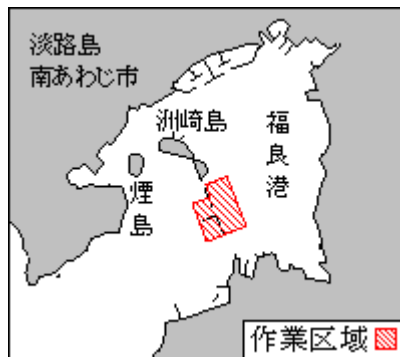 淡路島
南あわじ市
洲崎島
福良港
煙島
作業区域